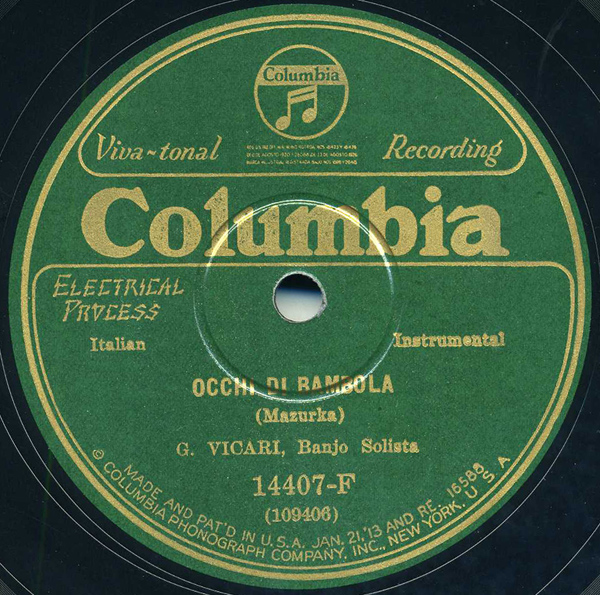 Columbia
Viva-tonal Recording
Columbia
ELECTRICAL
PROCESS
Italian Instrumental
OCCHI DI BAMBOLA
(Mazurka)
G. VICARI, Banjo Solista
14407-F
(109406)
MADE AND PAT'D IN U.S.A. JAN. 21,'13 AND RE. 16588
© COLUMBIA PHONOGRAPH COMPANY, INC., NEW YORK, U.S.A